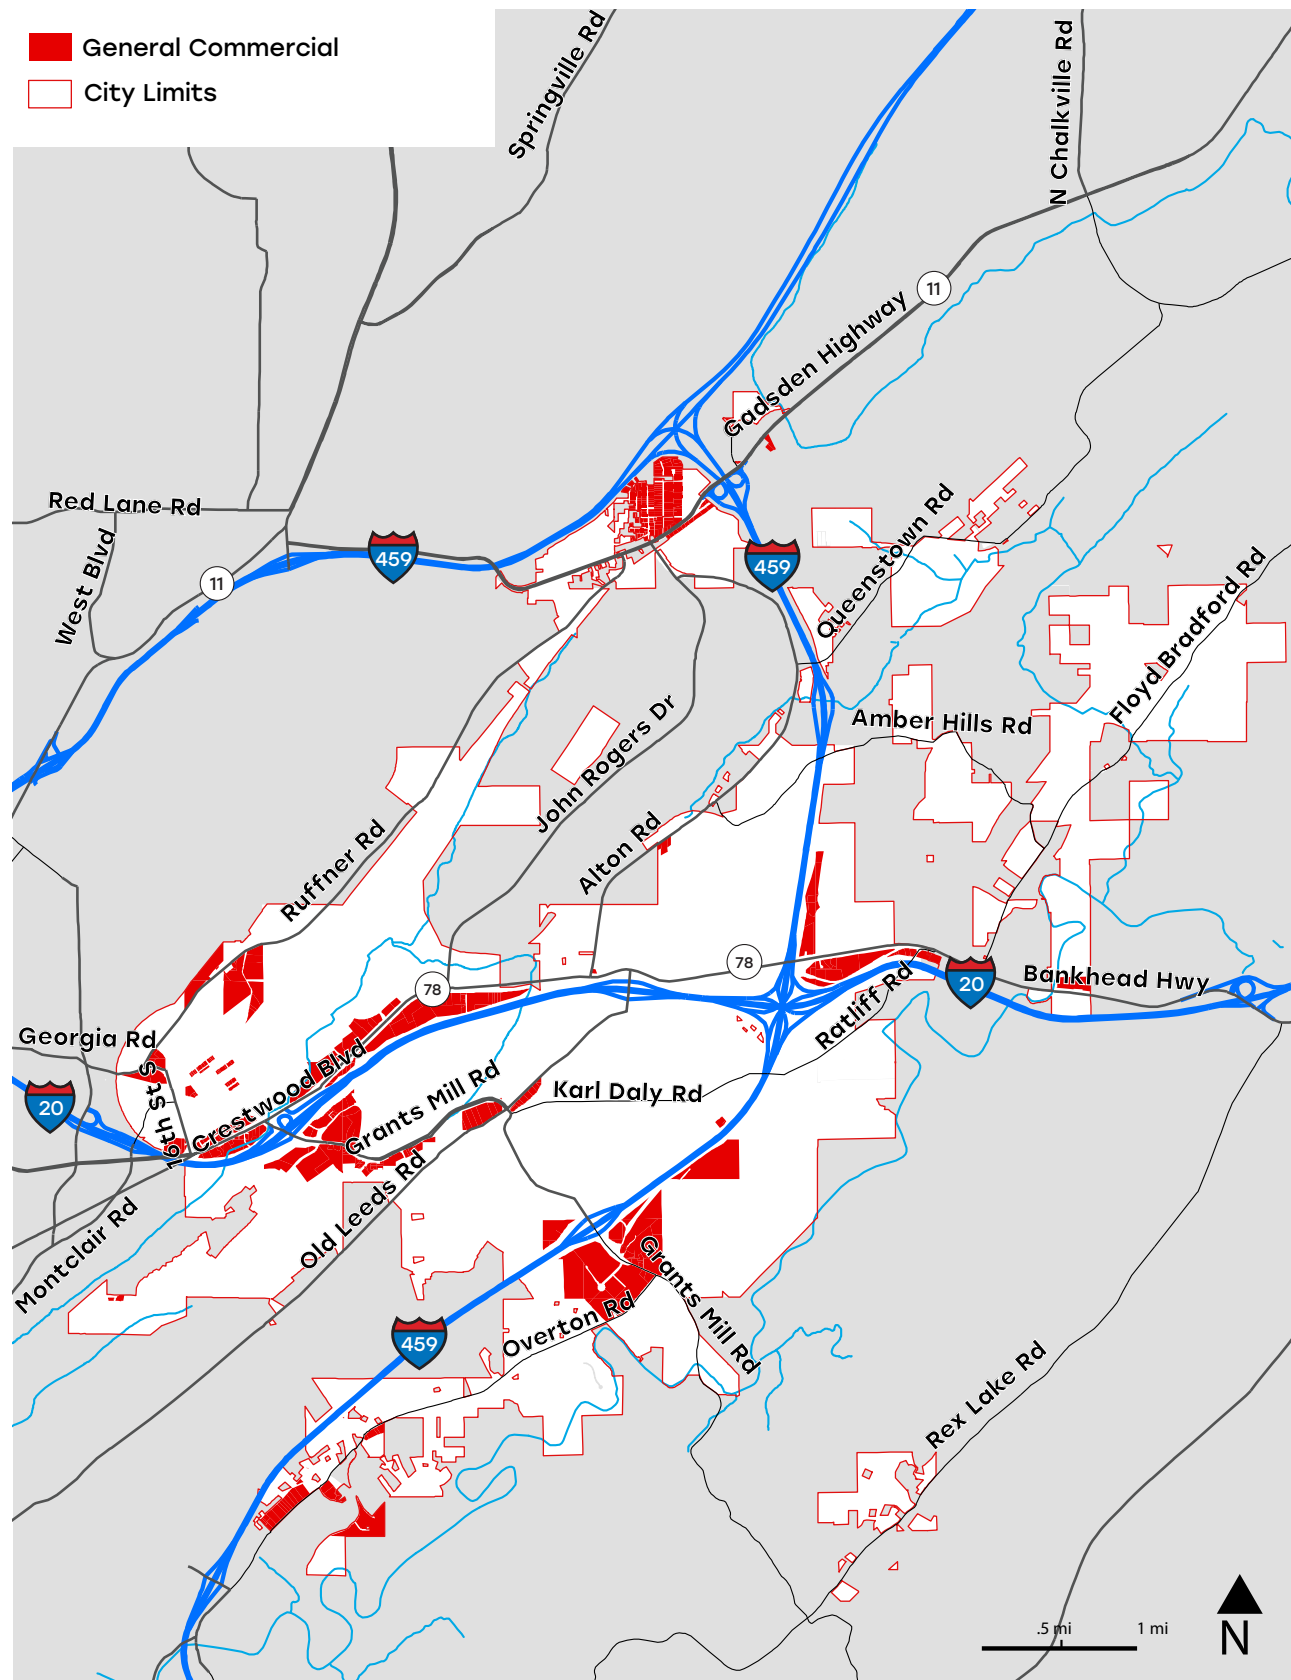 General Commercial
City Limits
Springville Rd
N Chalkville Rd
11
Gadsden Highway
Red Lane Rd
West Blvd
11
459
459
Queenstown Rd
Floyd Bradford Rd
Amber Hills Rd
John Rogers Dr
Alton Rd
Ruffner Rd
78
78
20
Bankhead Hwy
Ratliff Rd
Georgia Rd
20
16th st S
Crestwood Blvd
Grants Mill Rd
Karl Daly Rd
Old Leeds Rd
Montclair Rd
Grants Mill Rd
Overton Rd
459
Rex Lake Rd
.5 mi
1 mi
N